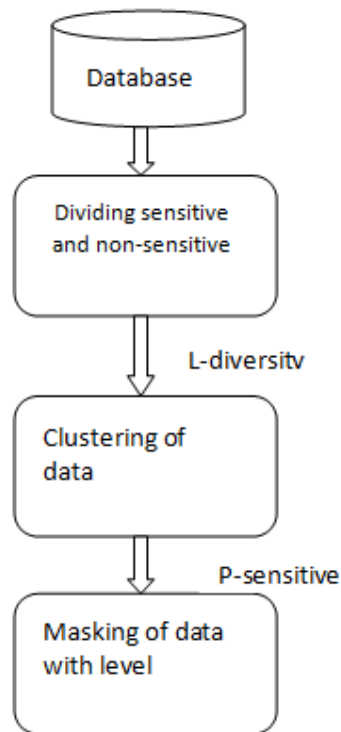 Database
Dividing sensitive
and non-sensitive
L-diversity
Clustering of
data
P-sensitive
Masking of data
with level